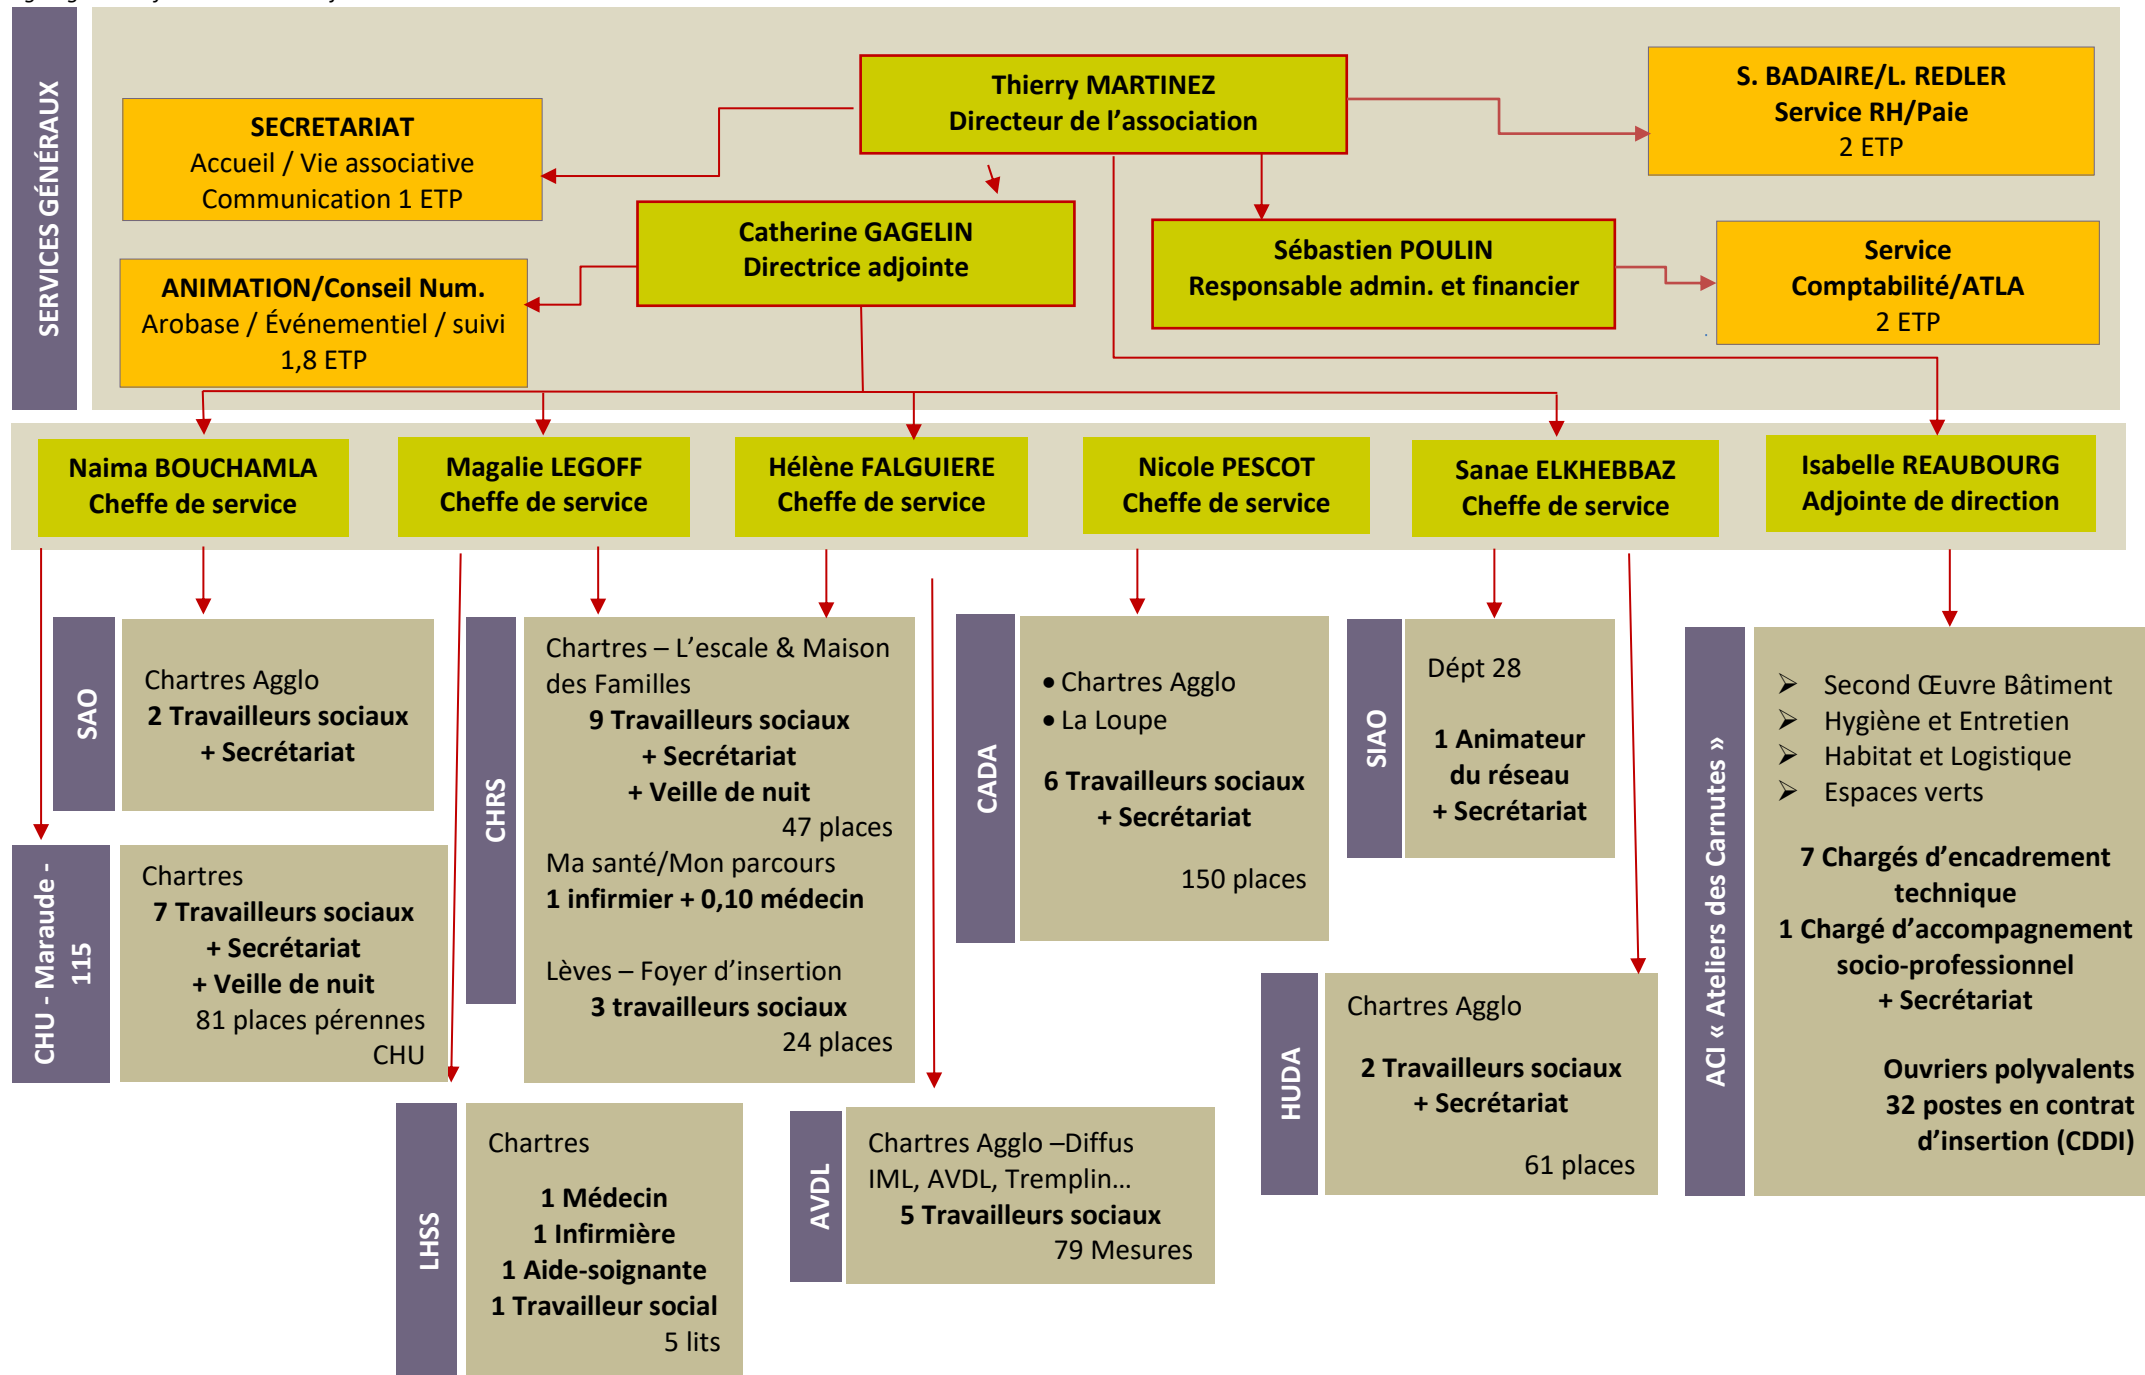 SERVICES GÉNÉRAUX
Thierry MARTINEZ
Directeur de l’association
S. BADAIRE/L. REDLER
Service RH/Paie
2 ETP
SECRETARIAT
Accueil / Vie associative
Communication 1 ETP
Catherine GAGELIN
Directrice adjointe
Sébastien POULIN
Responsable admin. et financier
Service
Comptabilité/ATLA
2 ETP
ANIMATION/Conseil Num.
Arobase / Événementiel / suivi
1,8 ETP
Naima BOUCHAMLA
Cheffe de service
Magalie LEGOFF
Cheffe de service
Hélène FALGUIERE
Cheffe de service
Nicole PESCOT
Cheffe de service
Sanae ELKHEBBAZ
Cheffe de service
Isabelle REAUBOURG
Adjointe de direction
SAO
Chartres Agglo
2 Travailleurs sociaux
+ Secrétariat
CHU - Maraude -
115
Chartres
7 Travailleurs sociaux
+ Secrétariat
+ Veille de nuit
81 places pérennes
CHU
CHRS
Chartres – L’escale & Maison
des Familles
9 Travailleurs sociaux
+ Secrétariat
+ Veille de nuit
47 places
Ma santé/Mon parcours
1 infirmier + 0,10 médecin
Lèves – Foyer d’insertion
3 travailleurs sociaux
24 places
LHSS
Chartres
1 Médecin
1 Infirmière
1 Aide-soignante
1 Travailleur social
5 lits
AVDL
Chartres Agglo –Diffus
IML, AVDL, Tremplin…
5 Travailleurs sociaux
79 Mesures
CADA
• Chartres Agglo
• La Loupe
6 Travailleurs sociaux
+ Secrétariat
150 places
SIAO
Dépt 28
1 Animateur
du réseau
+ Secrétariat
HUDA
Chartres Agglo
2 Travailleurs sociaux
+ Secrétariat
61 places
ACI « Ateliers des Carnutes »
➢ Second Œuvre Bâtiment
➢ Hygiène et Entretien
➢ Habitat et Logistique
➢ Espaces verts
7 Chargés d’encadrement
technique
1 Chargé d’accompagnement
socio-professionnel
+ Secrétariat
Ouvriers polyvalents
32 postes en contrat
d’insertion (CDDI)